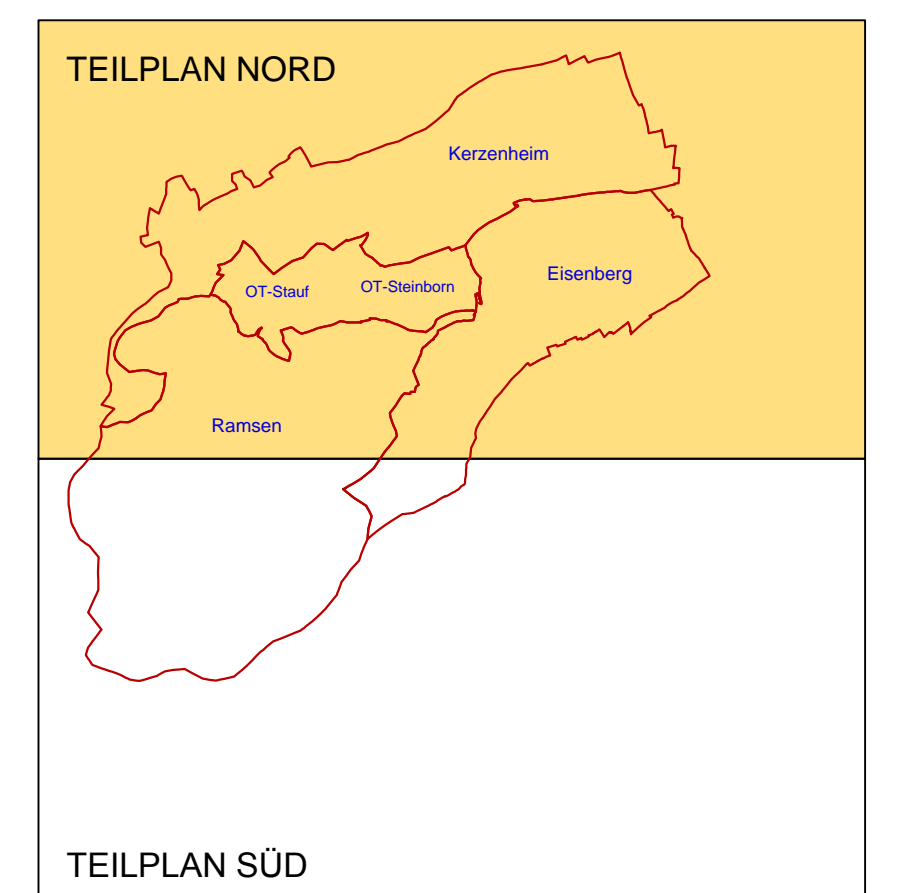 TEILPLAN NORD
Kerzenheim
Eisenberg
OT-Stauf
OT-Steinborn
Ramsen
TEILPLAN SÜD